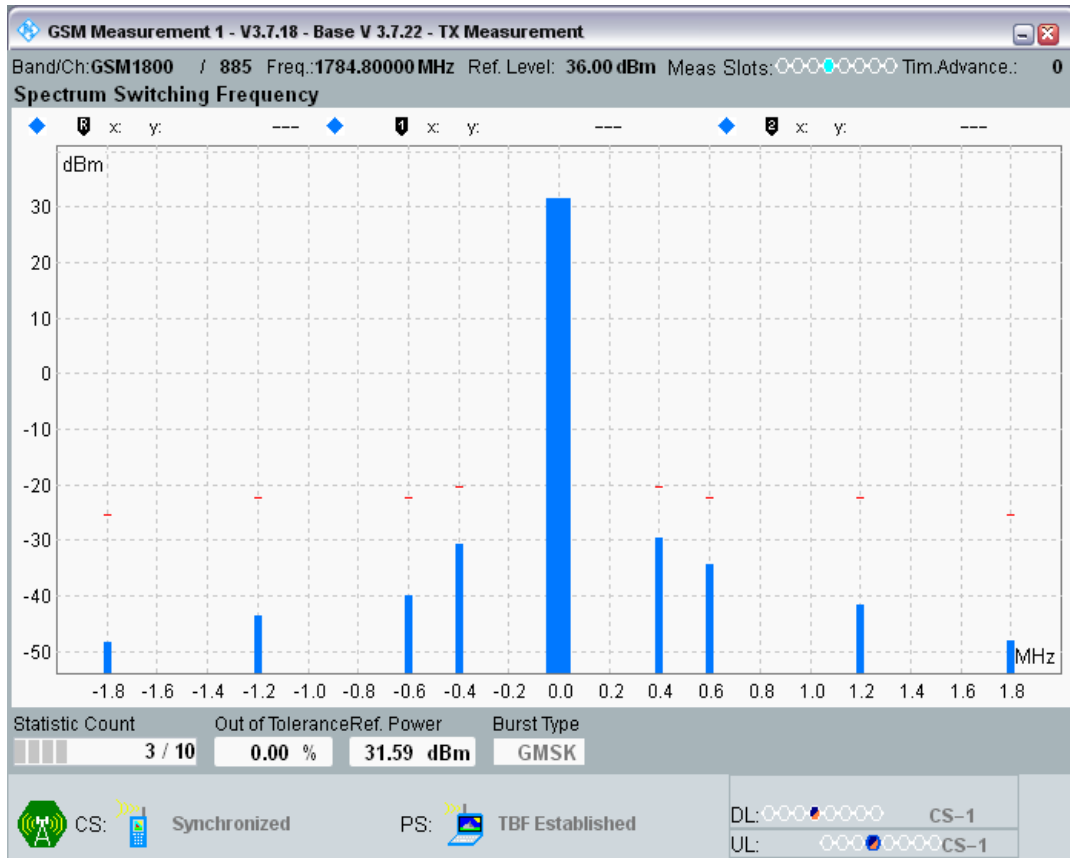 GSM Measurement 1 - V3.7.18 - Base V 3.7.22 - TX Measurement
Band/Ch:GSM1800 / 885 Freq.:1784.80000 MHz Ref. Level: 36.00 dBm Meas Slots: Tim.Advance.: 0
Spectrum Switching Frequency
R x: y: --- 1 x: y: --- 2 x: y: ---
dBm
30
20
10
0
-10
-20
-30
-40
-50
MHz
-1.8 -1.6 -1.4 -1.2 -1.0 -0.8 -0.6 -0.4 -0.2 0.0 0.2 0.4 0.6 0.8 1.0 1.2 1.4 1.6 1.8
Statistic Count Out of Tolerance Ref. Power Burst Type
3 / 10 0.00 % 31.59 dBm GMSK
CS: Synchronized PS: TBF Established DL: CS-1
UL: CS-1